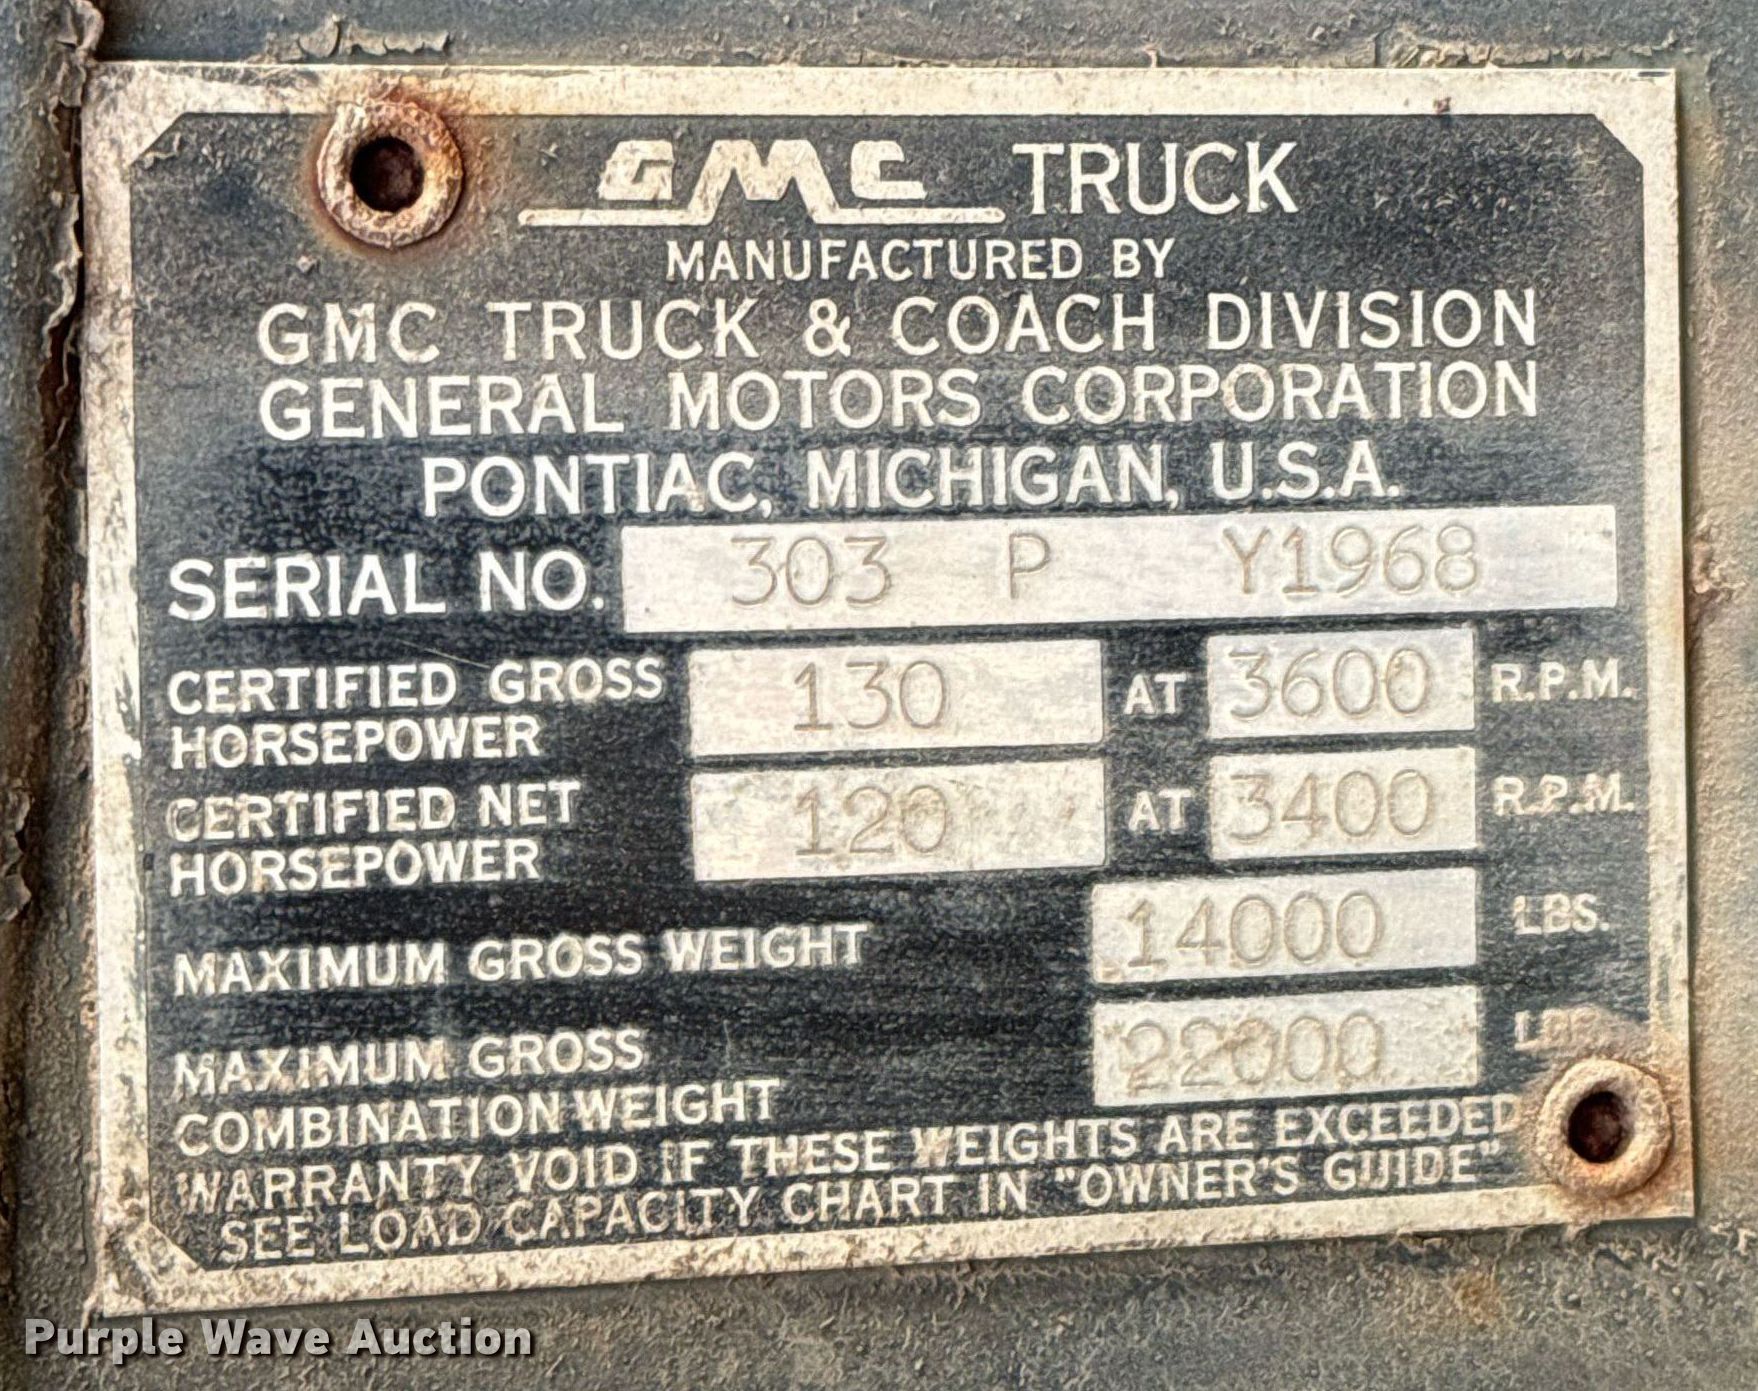 GMC TRUCK
MANUFACTURED BY
GMC TRUCK & COACH DIVISION
GENERAL MOTORS CORPORATION
PONTIAC, MICHIGAN, U.S.A.
SERIAL NO. 303 P Y1968
CERTIFIED GROSS HORSEPOWER 130 AT 3600 R.P.M.
CERTIFIED NET HORSEPOWER 120 AT 3400 R.P.M.
MAXIMUM GROSS WEIGHT 14000 LBS.
MAXIMUM GROSS COMBINATION WEIGHT 22000 LBS.
WARRANTY VOID IF THESE WEIGHTS ARE EXCEEDED
SEE LOAD CAPACITY CHART IN "OWNER'S GUIDE"
Purple Wave Auction